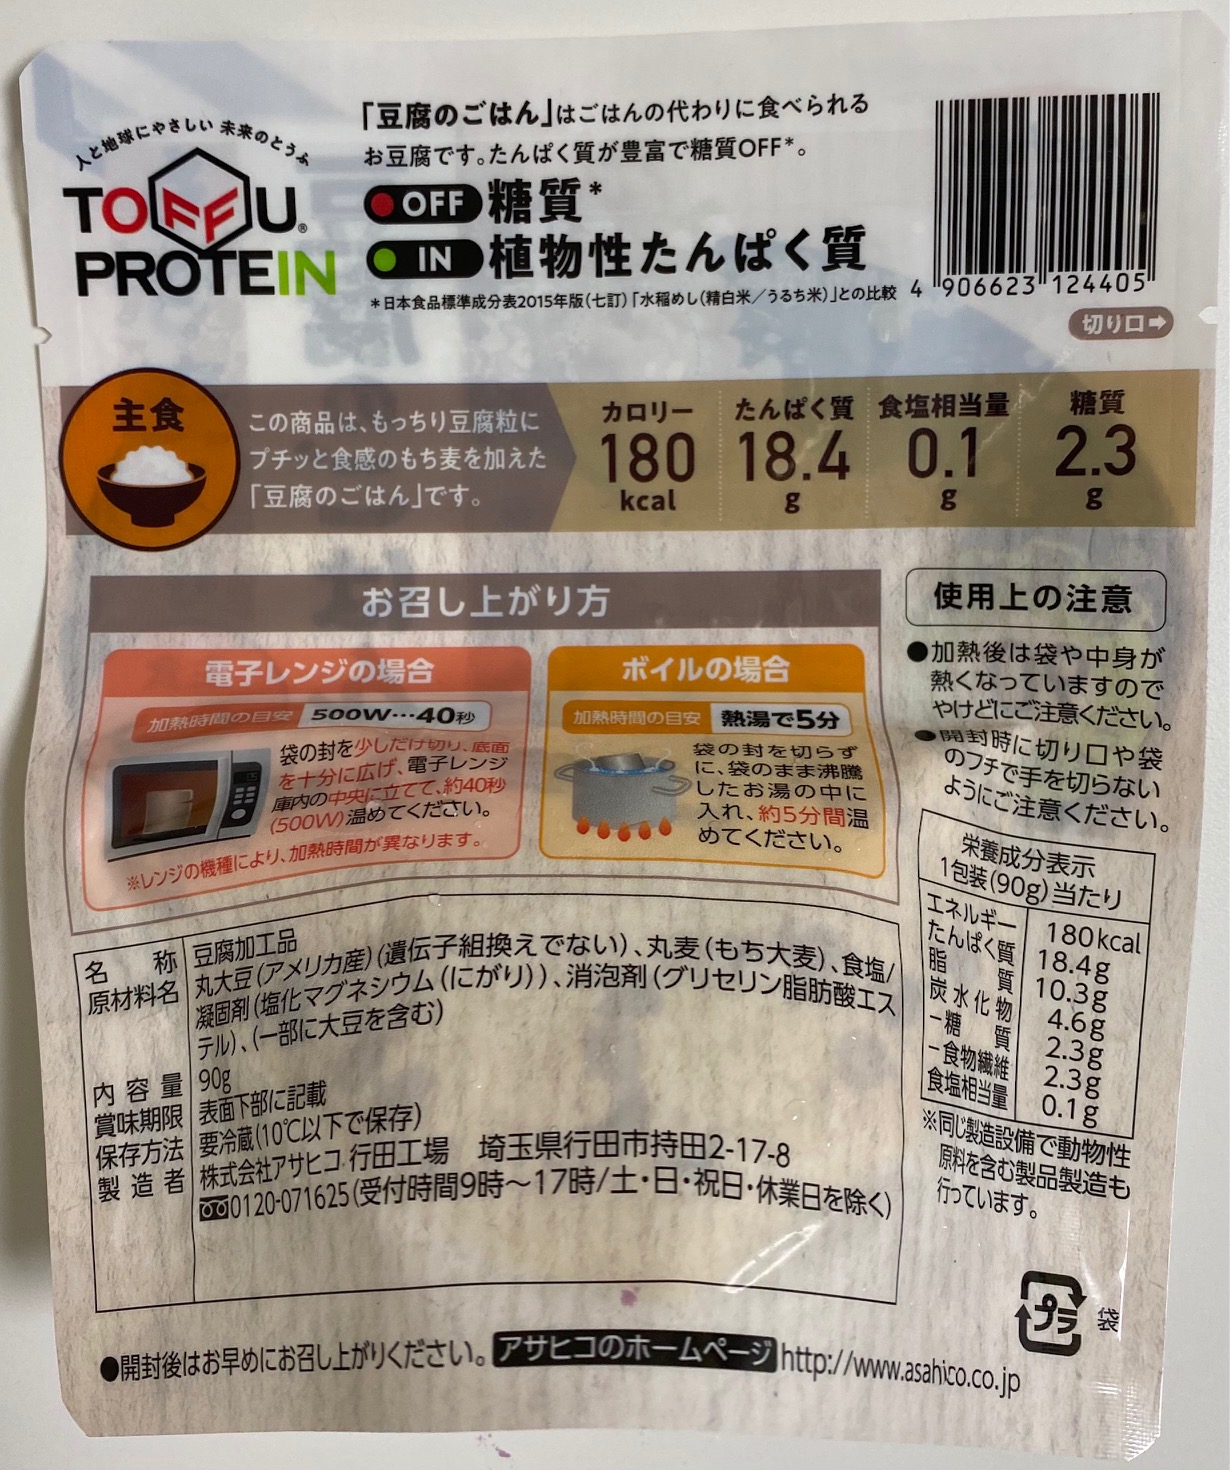 人と地球にやさしい 未来のとうふ
TOFFU®
PROTEIN
「豆腐のごはん」はごはんの代わりに食べられる
お豆腐です。たんぱく質が豊富で糖質OFF*。
OFF 糖質*
IN 植物性たんぱく質
*日本食品標準成分表2015年版(七訂)「水稲めし(精白米/うるち米)」との比較
4 906623 124405
切り口➡
主食
この商品は、もっちり豆腐粒に
プチッと食感のもち麦を加えた
「豆腐のごはん」です。
カロリー
180
kcal
たんぱく質
18.4
g
食塩相当量
0.1
g
糖質
2.3
g
お召し上がり方
電子レンジの場合
加熱時間の目安 500W…40秒
袋の封を少しだけ切り、底面
を十分に広げ、電子レンジ
庫内の中央に立てて、約40秒
(500W)温めてください。
※レンジの機種により、加熱時間が異なります。
ボイルの場合
加熱時間の目安 熱湯で5分
袋の封を切らず
に、袋のまま沸騰
したお湯の中に
入れ、約5分間温
めてください。
使用上の注意
●加熱後は袋や中身が
熱くなっていますので
やけどにご注意ください。
●開封時に切り口や袋
のフチで手を切らない
ようにご注意ください。
栄養成分表示
1包装(90g)当たり
エネルギー 180kcal
たんぱく質 18.4g
脂質 10.3g
炭水化物 4.6g
-糖質 2.3g
-食物繊維 2.3g
食塩相当量 0.1g
※同じ製造設備で動物性
原料を含む製品製造も
行っています。
名称 豆腐加工品
原材料名 丸大豆(アメリカ産)(遺伝子組換えでない)、丸麦(もち大麦)、食塩/
凝固剤(塩化マグネシウム(にがり))、消泡剤(グリセリン脂肪酸エス
テル)、(一部に大豆を含む)
内容量 90g
賞味期限 表面下部に記載
保存方法 要冷蔵(10℃以下で保存)
製造者 株式会社アサヒコ 行田工場 埼玉県行田市持田2-17-8
0120-071625(受付時間9時〜17時/土・日・祝日・休業日を除く)
プラ 袋
●開封後はお早めにお召し上がりください。 アサヒコのホームページ http://www.asahico.co.jp